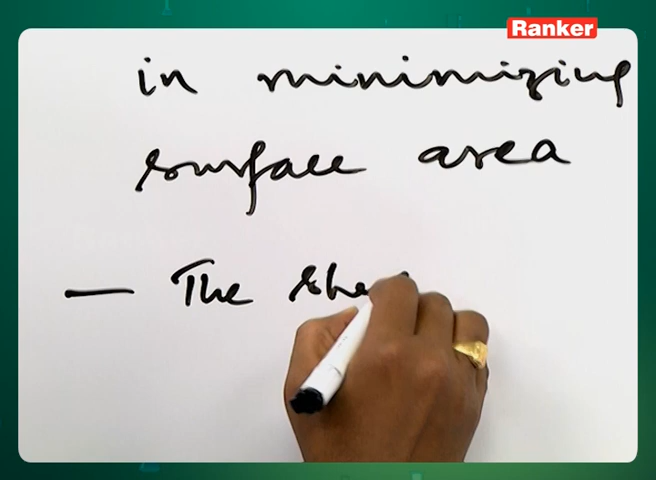 Ranker
in minimizing
surface area
— The